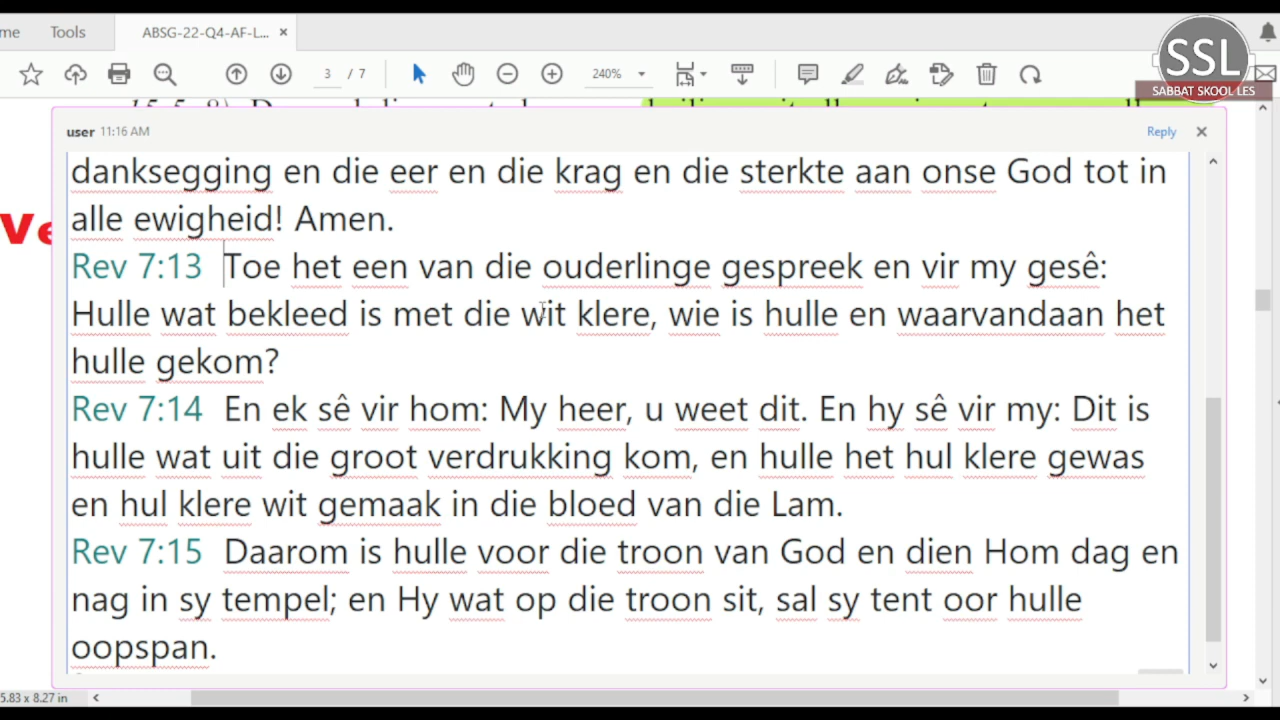 me Tools ABSG-22-Q4-AF-L... ×
SSL
SABBAT SKOOL LES
3 / 7 240%
user 11:16 AM Reply
danksegging en die eer en die krag en die sterkte aan onse God tot in
alle ewigheid! Amen.
Rev 7:13 Toe het een van die ouderlinge gespreek en vir my gesê:
Hulle wat bekleed is met die wit klere, wie is hulle en waarvandaan het
hulle gekom?
Rev 7:14 En ek sê vir hom: My heer, u weet dit. En hy sê vir my: Dit is
hulle wat uit die groot verdrukking kom, en hulle het hul klere gewas
en hul klere wit gemaak in die bloed van die Lam.
Rev 7:15 Daarom is hulle voor die troon van God en dien Hom dag en
nag in sy tempel; en Hy wat op die troon sit, sal sy tent oor hulle
oopspan.
5.83 x 8.27 in